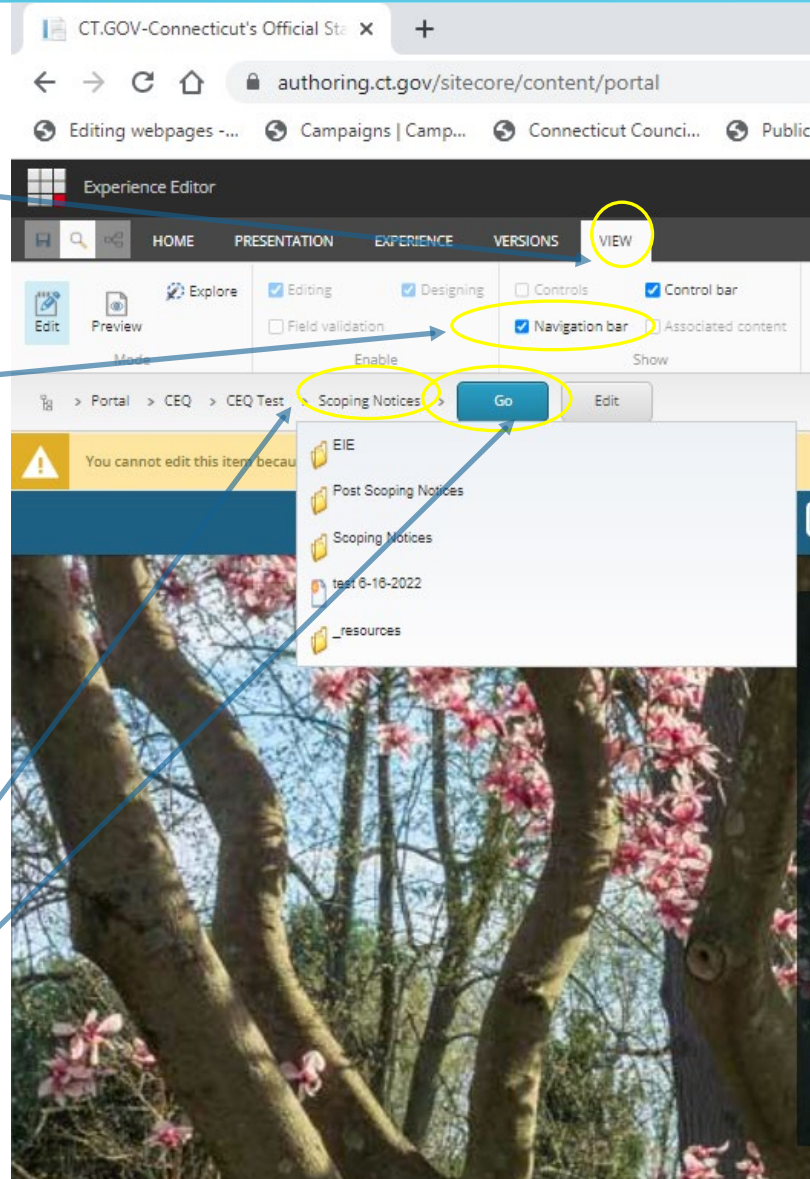 CT.GOV-Connecticut's Official Sta
authoring.ct.gov/sitecore/content/portal
Editing webpages -... Campaigns | Camp... Connecticut Counci... Public
Experience Editor
HOME PRESENTATION EXPERIENCE VERSIONS VIEW
Explore Editing Designing Controls Control bar
Edit Preview Field validation Navigation bar Associated content
Mode Enable Show
> Portal > CEQ > CEQ Test > Scoping Notices > Go Edit
You cannot edit this item becau
EIE
Post Scoping Notices
Scoping Notices
test 6-16-2022
_resources